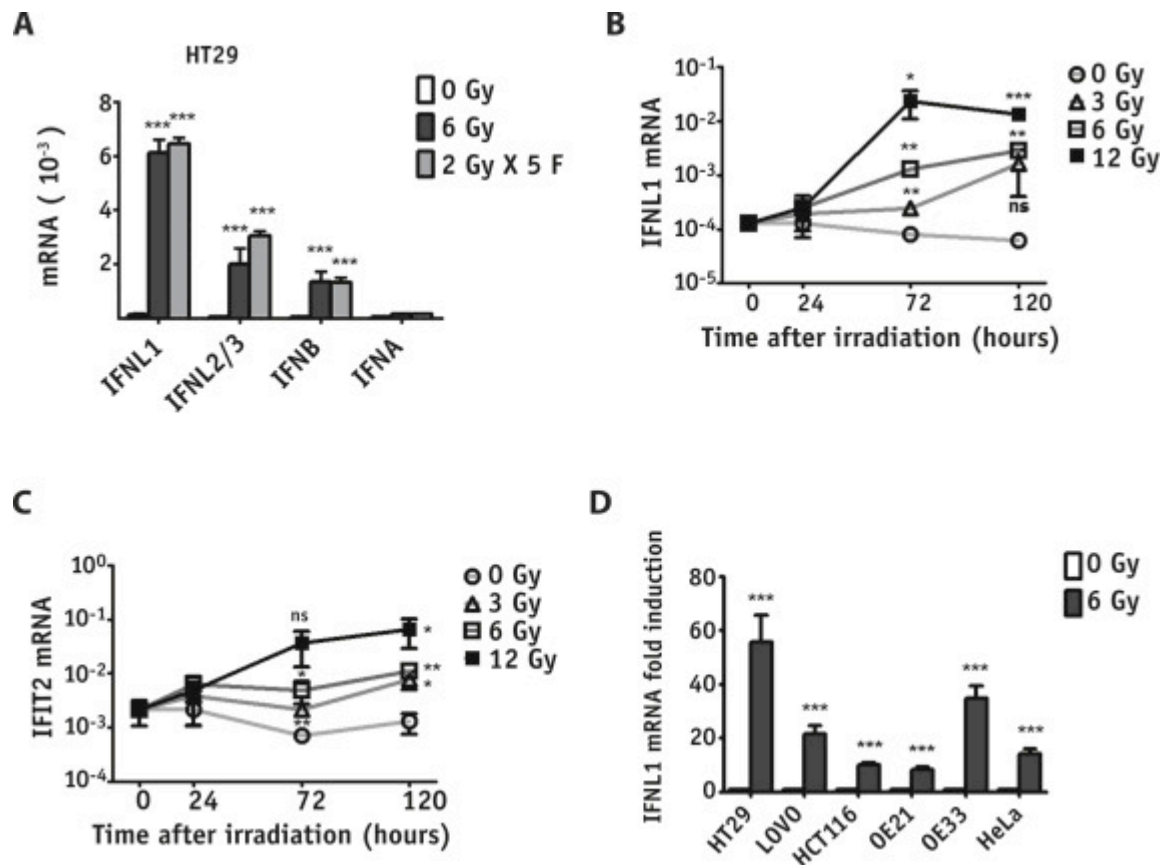 A
HT29
0 Gy
6 Gy
2 Gy X 5 F
mRNA ( 10-3)
8
6
4
2
*** ***
*** ***
*** ***
IFNL1
IFNL2/3
IFNB
IFNA
B
0 Gy
3 Gy
6 Gy
12 Gy
IFNL1 mRNA
10-1
10-2
10-3
10-4
10-5
*
***
**
**
**
ns
0 24 72 120
Time after irradiation (hours)
C
0 Gy
3 Gy
6 Gy
12 Gy
IFIT2 mRNA
100
10-1
10-2
10-3
10-4
ns
*
*
**
*
**
0 24 72 120
Time after irradiation (hours)
D
0 Gy
6 Gy
IFNL1 mRNA fold induction
80
60
40
20
0
***
***
***
***
***
***
HT29
LOVO
HCT116
OE21
OE33
HeLa